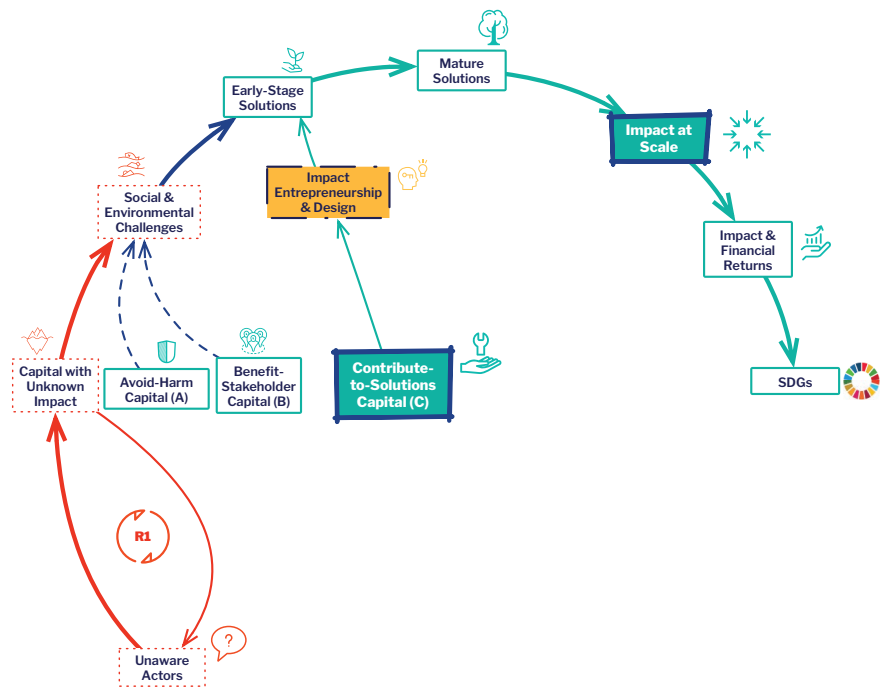 Mature
Solutions
Early-Stage
Solutions
Impact at
Scale
Impact
Entrepreneurship
& Design
Social &
Environmental
Challenges
Impact &
Financial
Returns
Capital with
Unknown
Impact
Avoid-Harm
Capital (A)
Benefit-
Stakeholder
Capital (B)
Contribute-
to-Solutions
Capital (C)
SDGs
R1
?
Unaware
Actors